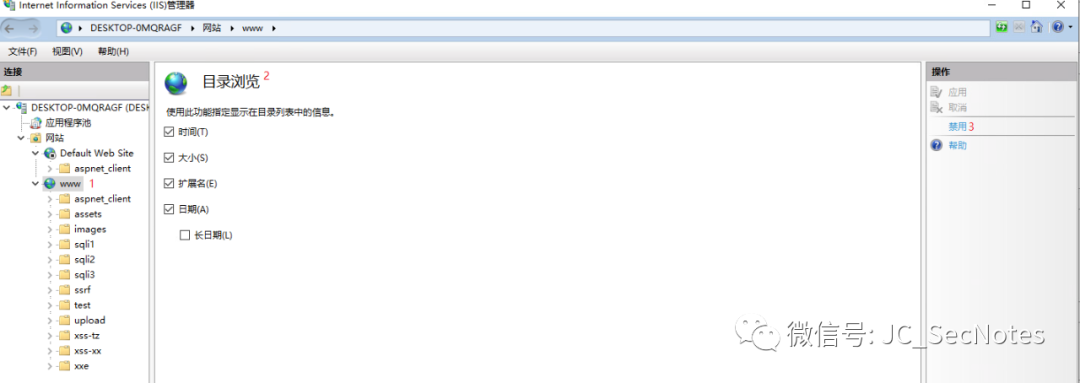 Internet Information Services (IIS)管理器
DESKTOP-0MQRAGF 网站 www
文件(F) 视图(V) 帮助(H)
连接
DESKTOP-0MQRAGF (DESK
应用程序池
网站
Default Web Site
aspnet_client
www 1
aspnet_client
assets
images
sqli1
sqli2
sqli3
ssrf
test
upload
xss-tz
xss-xx
xxe
目录浏览 2
使用此功能指定显示在目录列表中的信息。
时间(T)
大小(S)
扩展名(E)
日期(A)
长日期(L)
操作
应用
取消
禁用 3
帮助
微信号: JC_SecNotes